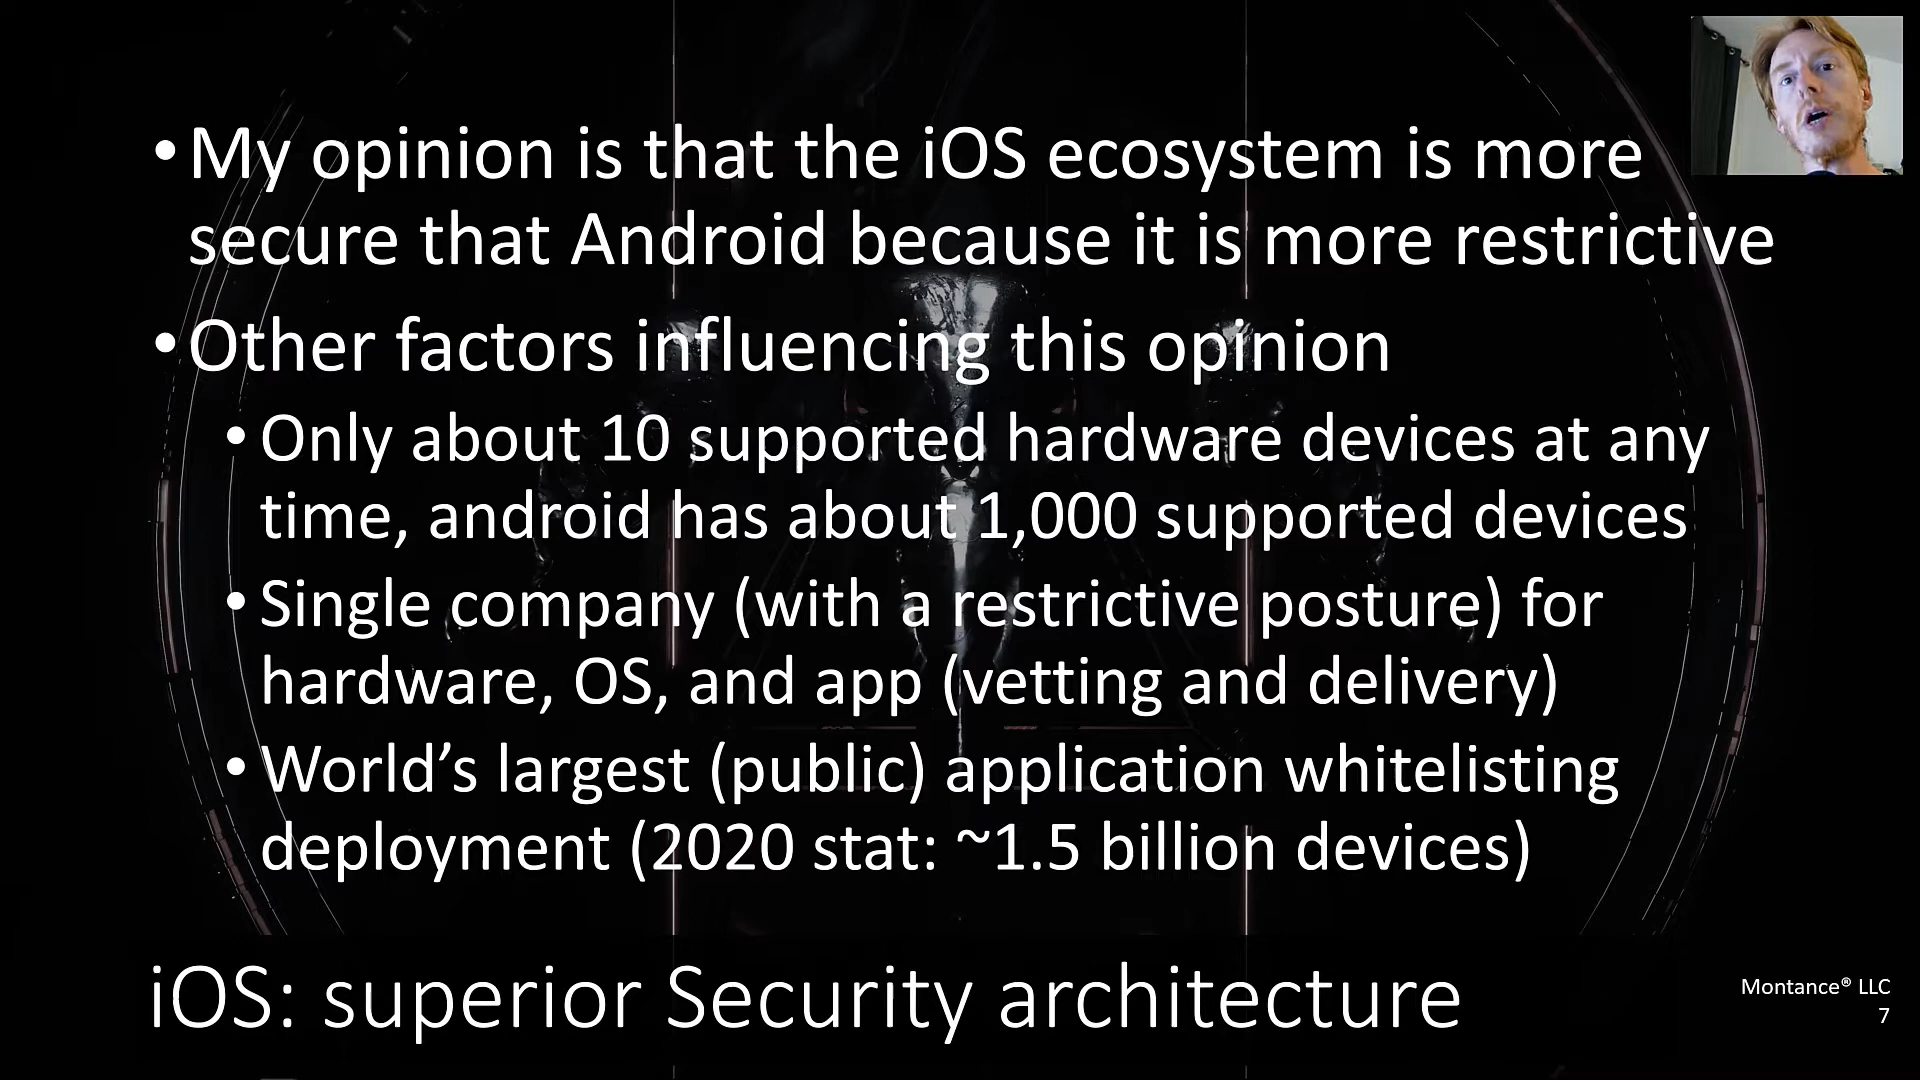 • My opinion is that the iOS ecosystem is more
secure that Android because it is more restrictive
• Other factors influencing this opinion
• Only about 10 supported hardware devices at any
time, android has about 1,000 supported devices
• Single company (with a restrictive posture) for
hardware, OS, and app (vetting and delivery)
• World’s largest (public) application whitelisting
deployment (2020 stat: ~1.5 billion devices)
iOS: superior Security architecture
Montance® LLC
7